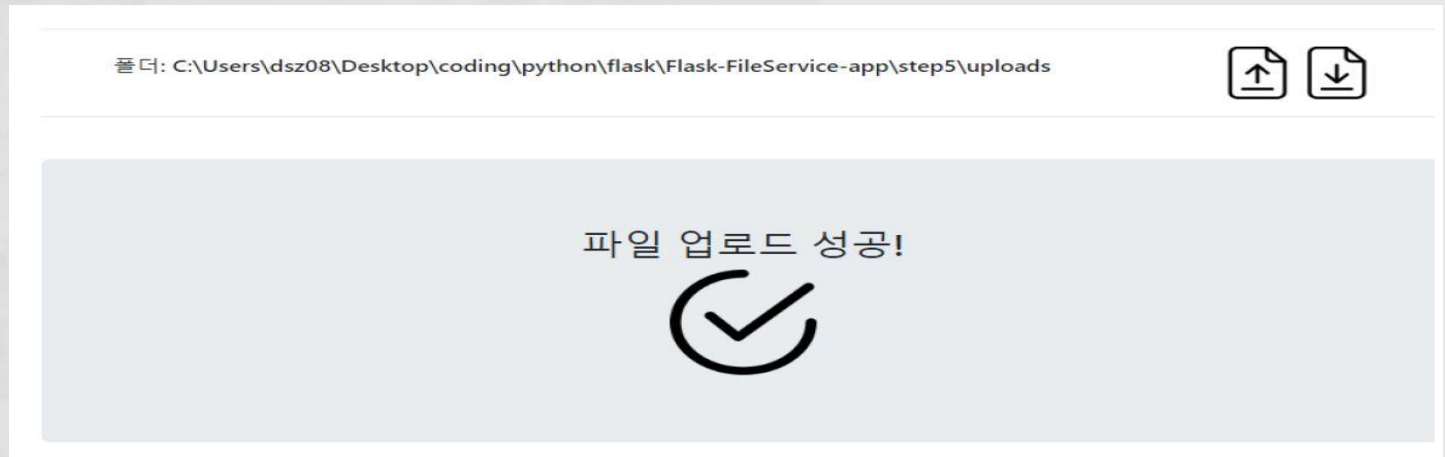 폴더: C:\Users\dsz08\Desktop\coding\python\flask\Flask-FileService-app\step5\uploads
파일 업로드 성공!